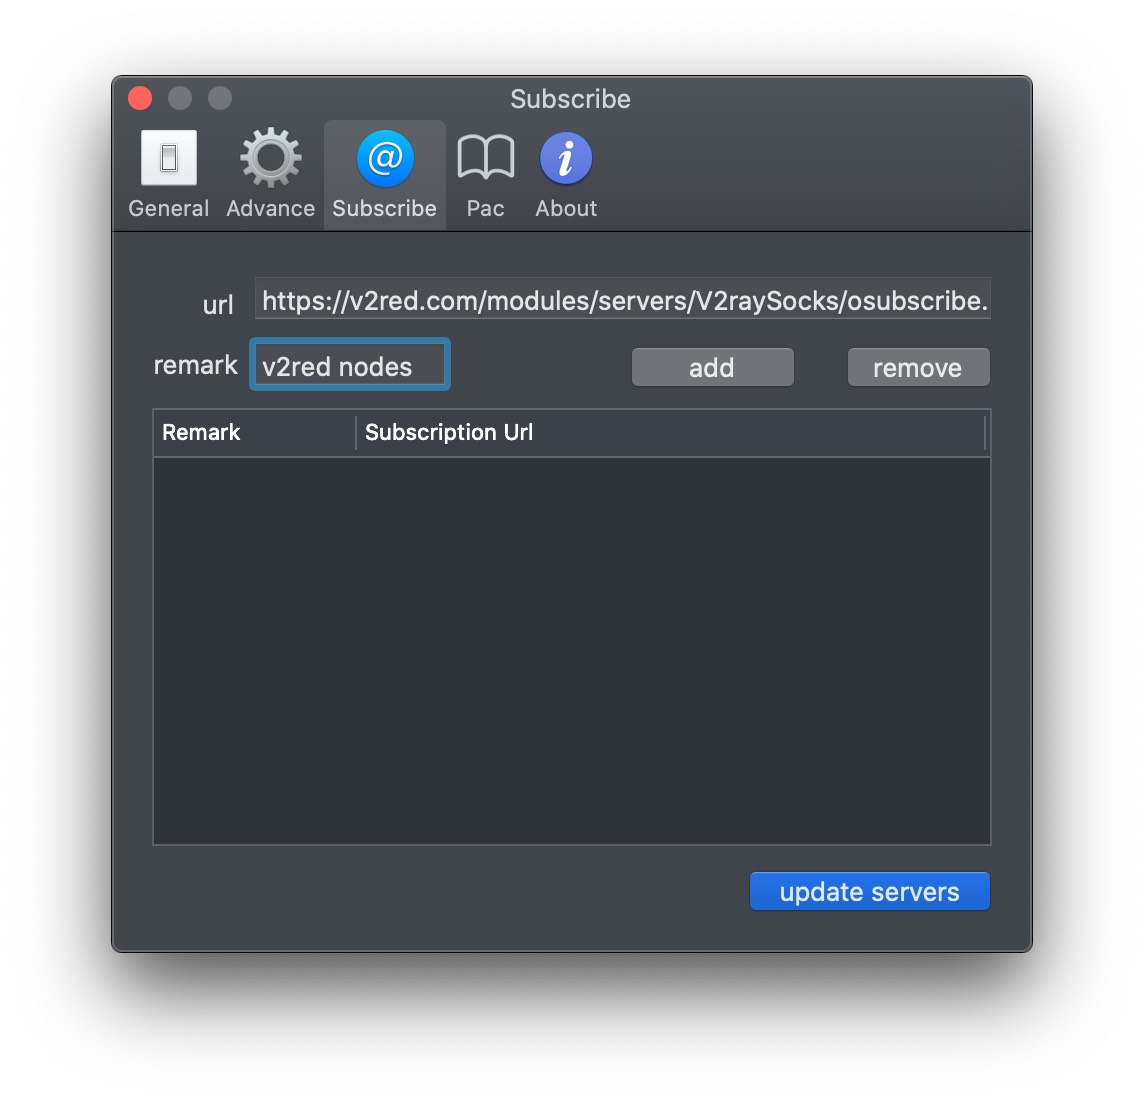 Subscribe
General Advance Subscribe Pac About
url https://v2red.com/modules/servers/V2raySocks/osubscribe.
remark v2red nodes add remove
Remark Subscription Url
update servers